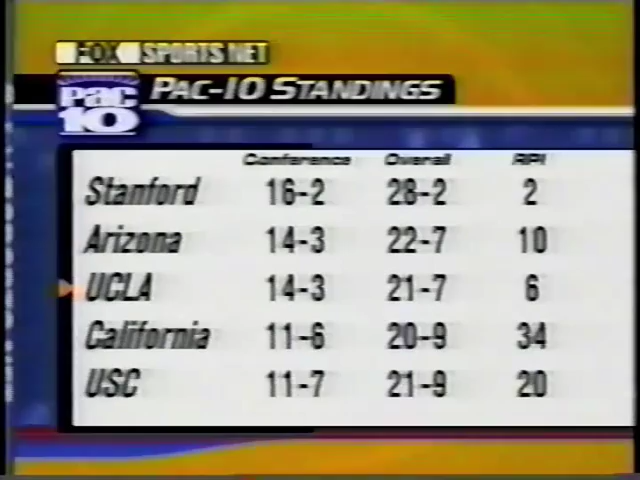 FOX SPORTS NET
PAC-10 STANDINGS
Pac
10
Conference Overall RPI
Stanford 16-2 28-2 2
Arizona 14-3 22-7 10
UCLA 14-3 21-7 6
California 11-6 20-9 34
USC 11-7 21-9 20